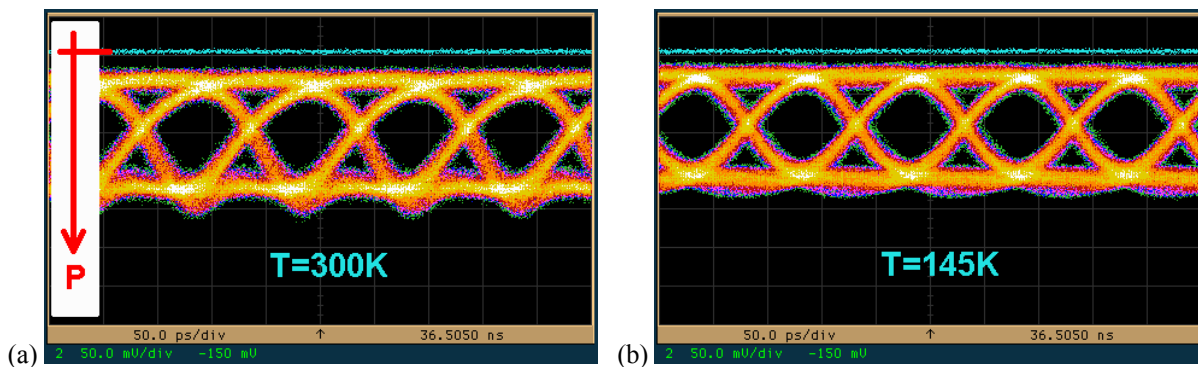 P
T=300K
50.0 ps/div ↑ 36.5050 ns
(a) 2 50.0 mV/div -150 mV
T=145K
50.0 ps/div ↑ 36.5050 ns
(b) 2 50.0 mV/div -150 mV